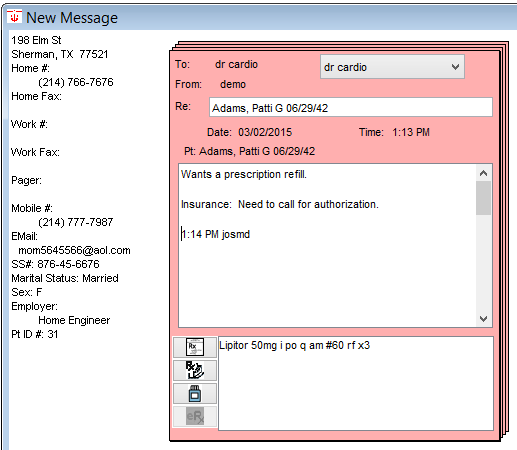 New Message
198 Elm St
Sherman, TX  77521
Home #:
(214) 766-7676
Home Fax:
Work #:
Work Fax:
Pager:
Mobile #:
(214) 777-7987
EMail:
mom5645566@aol.com
SS#: 876-45-6676
Marital Status: Married
Sex: F
Employer:
Home Engineer
Pt ID #: 31
To: dr cardio dr cardio
From: demo
Re: Adams, Patti G 06/29/42
Date: 03/02/2015 Time: 1:13 PM
Pt: Adams, Patti G 06/29/42
Wants a prescription refill.
Insurance:  Need to call for authorization.
1:14 PM josmd
Rx
Rx
eRx
Lipitor 50mg i po q am #60 rf x3